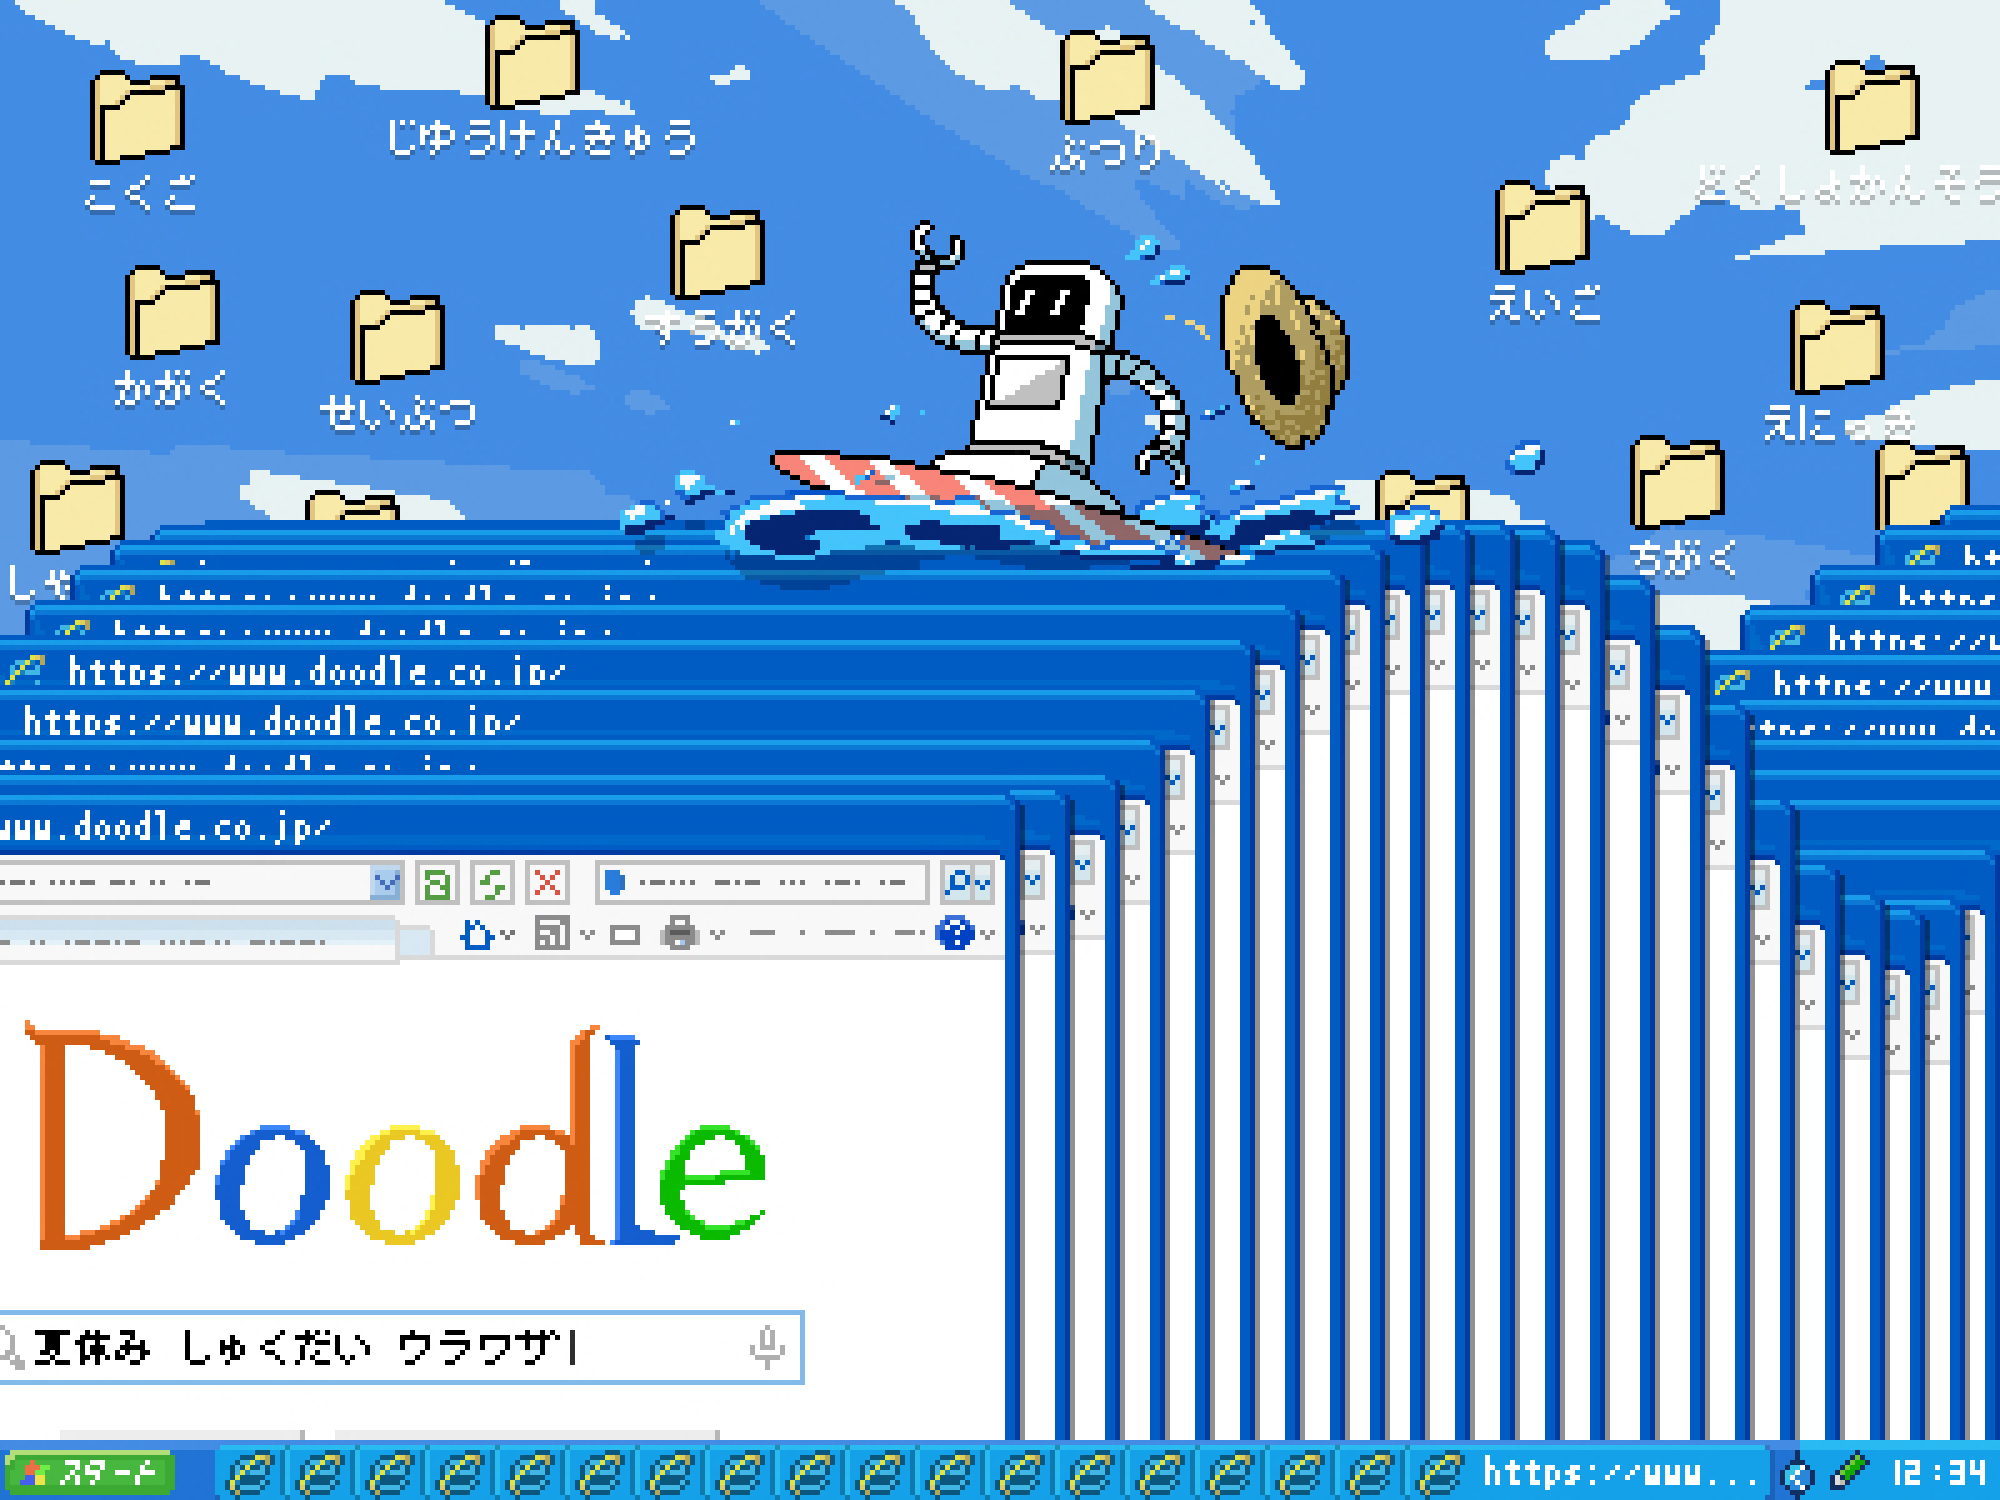 じゆうけんきゅう
ぶつり
こくご
どくしょかんそう
えいご
すうがく
かがく
せいぶつ
えにっき
ちがく
しゃ
https://www.doodle.co.jp/
https://www.doodle.co.jp/
https://www
www.doodle.co.jp/
Doodle
夏休み しゅくだい ウラワザ
スタート
https://www...
12:34